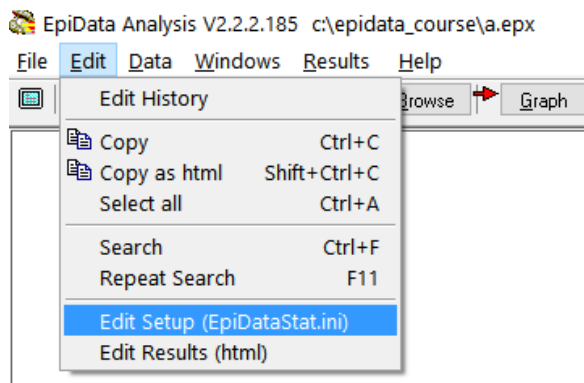 EpiData Analysis V2.2.2.185 c:\epidata_course\a.epx
File Edit Data Windows Results Help
Edit History
Browse Graph
Copy Ctrl+C
Copy as html Shift+Ctrl+C
Select all Ctrl+A
Search Ctrl+F
Repeat Search F11
Edit Setup (EpiDataStat.ini)
Edit Results (html)